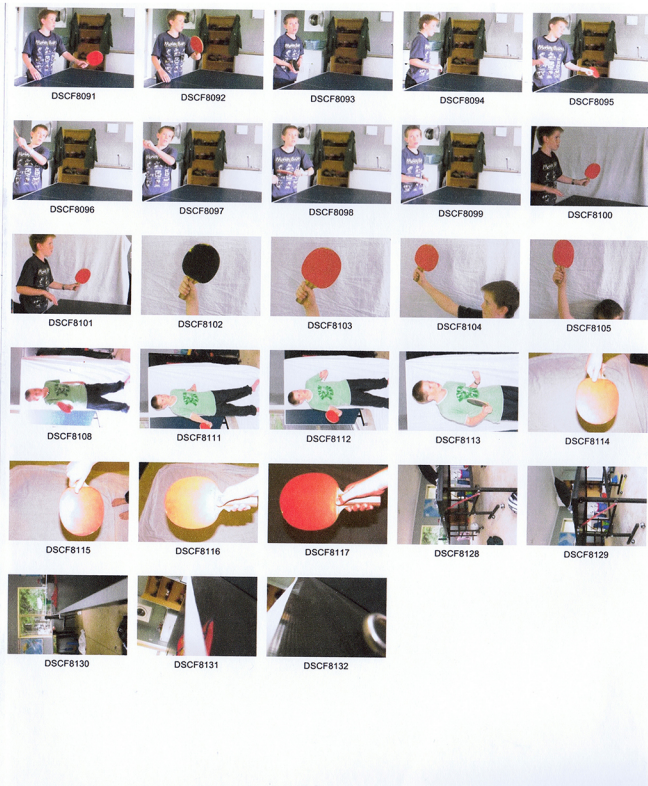 DSCF8091 DSCF8092 DSCF8093 DSCF8094 DSCF8095
DSCF8096 DSCF8097 DSCF8098 DSCF8099 DSCF8100
DSCF8101 DSCF8102 DSCF8103 DSCF8104 DSCF8105
DSCF8108 DSCF8111 DSCF8112 DSCF8113 DSCF8114
DSCF8115 DSCF8116 DSCF8117 DSCF8128 DSCF8129
DSCF8130 DSCF8131 DSCF8132